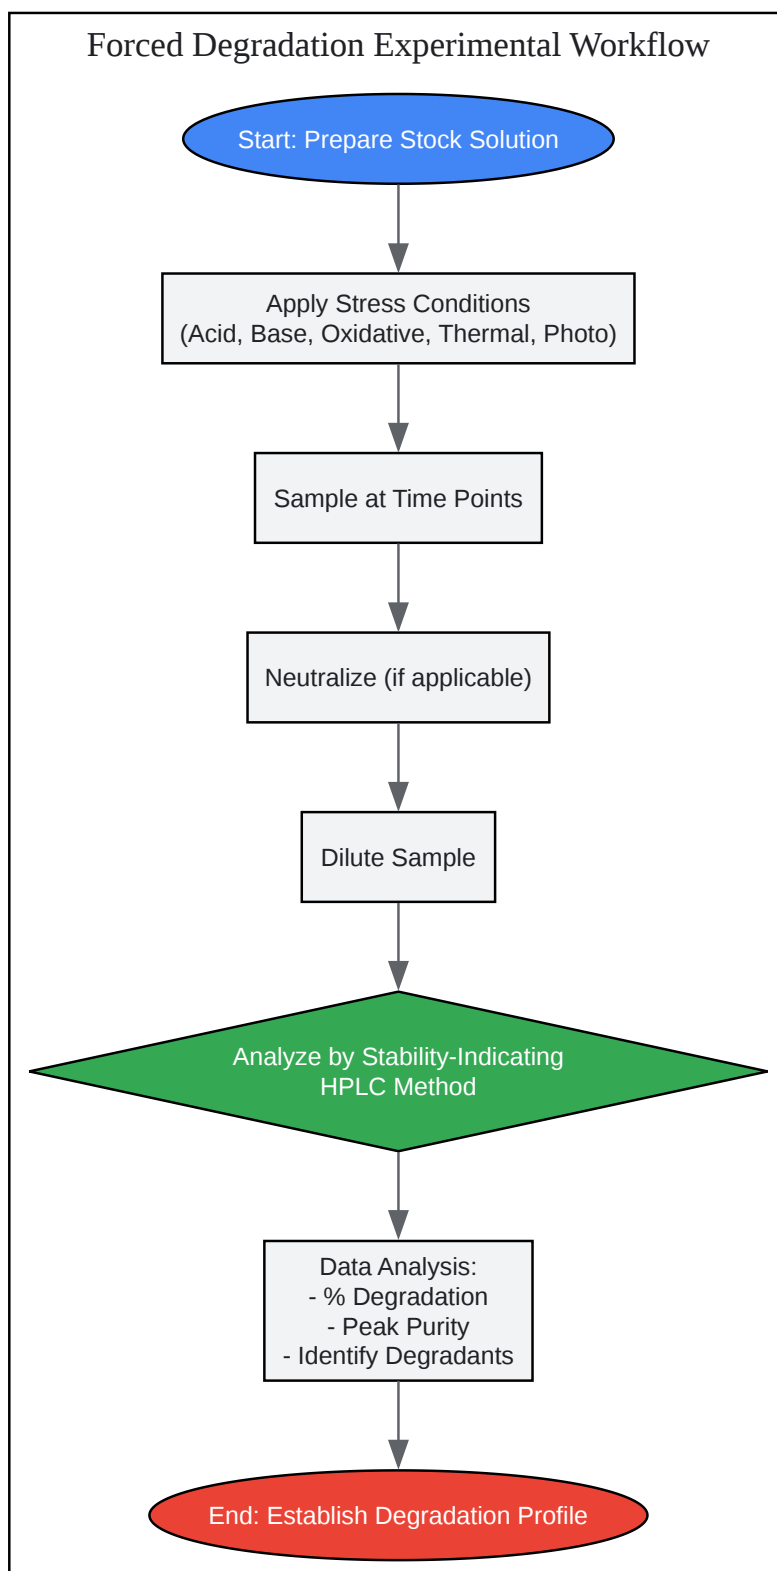 Forced Degradation Experimental Workflow
Start: Prepare Stock Solution
Apply Stress Conditions
(Acid, Base, Oxidative, Thermal, Photo)
Sample at Time Points
Neutralize (if applicable)
Dilute Sample
Analyze by Stability-Indicating
HPLC Method
Data Analysis:
- % Degradation
- Peak Purity
- Identify Degradants
End: Establish Degradation Profile